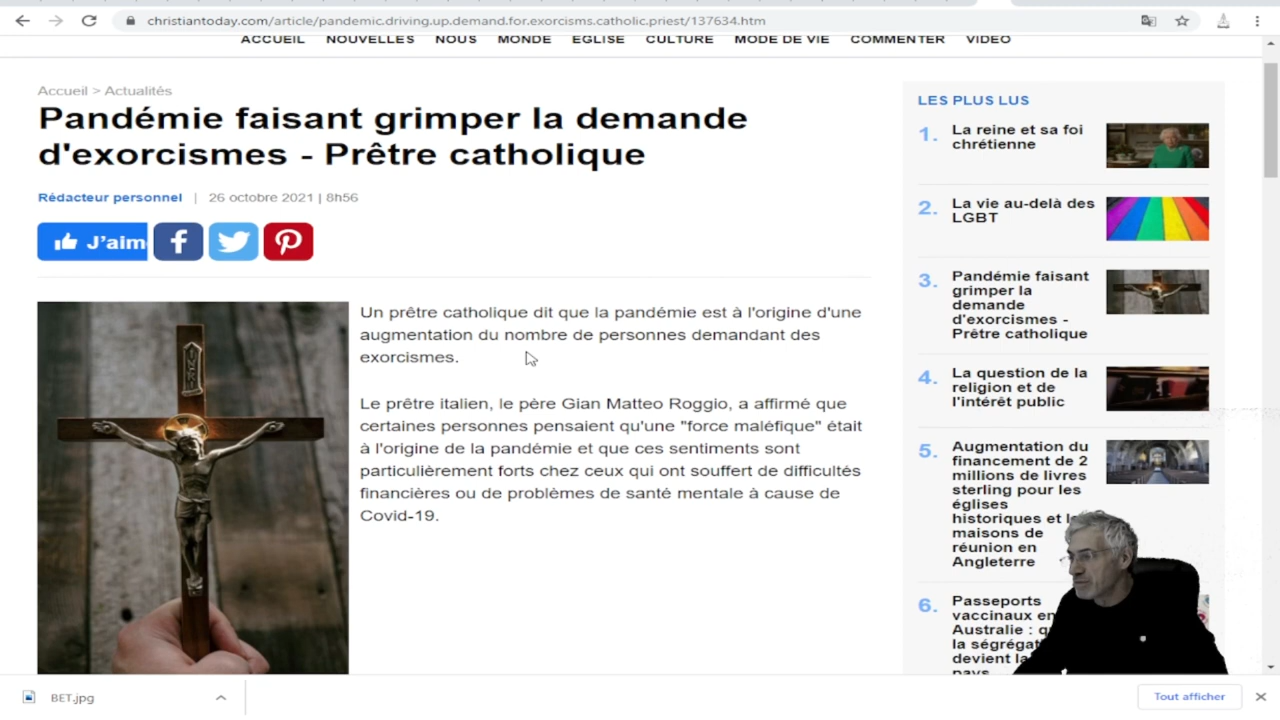 christiantoday.com/article/pandemic.driving.up.demand.for.exorcisms.catholic.priest/137634.htm
ACCUEIL NOUVELLES NOUS MONDE ÉGLISE CULTURE MODE DE VIE COMMENTER VIDÉO
Accueil > Actualités
Pandémie faisant grimper la demande
d'exorcismes - Prêtre catholique
Rédacteur personnel | 26 octobre 2021 | 8h56
J'aim
INRI
Un prêtre catholique dit que la pandémie est à l'origine d'une
augmentation du nombre de personnes demandant des
exorcismes.
Le prêtre italien, le père Gian Matteo Roggio, a affirmé que
certaines personnes pensaient qu'une "force maléfique" était
à l'origine de la pandémie et que ces sentiments sont
particulièrement forts chez ceux qui ont souffert de difficultés
financières ou de problèmes de santé mentale à cause de
Covid-19.
LES PLUS LUS
1. La reine et sa foi
chrétienne
2. La vie au-delà des
LGBT
3. Pandémie faisant
grimper la
demande
d'exorcismes -
Prêtre catholique
4. La question de la
religion et de
l'intérêt public
5. Augmentation du
financement de 2
millions de livres
sterling pour les
églises
historiques et
maisons de
réunion en
Angleterre
6. Passeports
vaccinaux en
Australie :
la ségrégat
devient la
pays
BET.jpg
Tout afficher